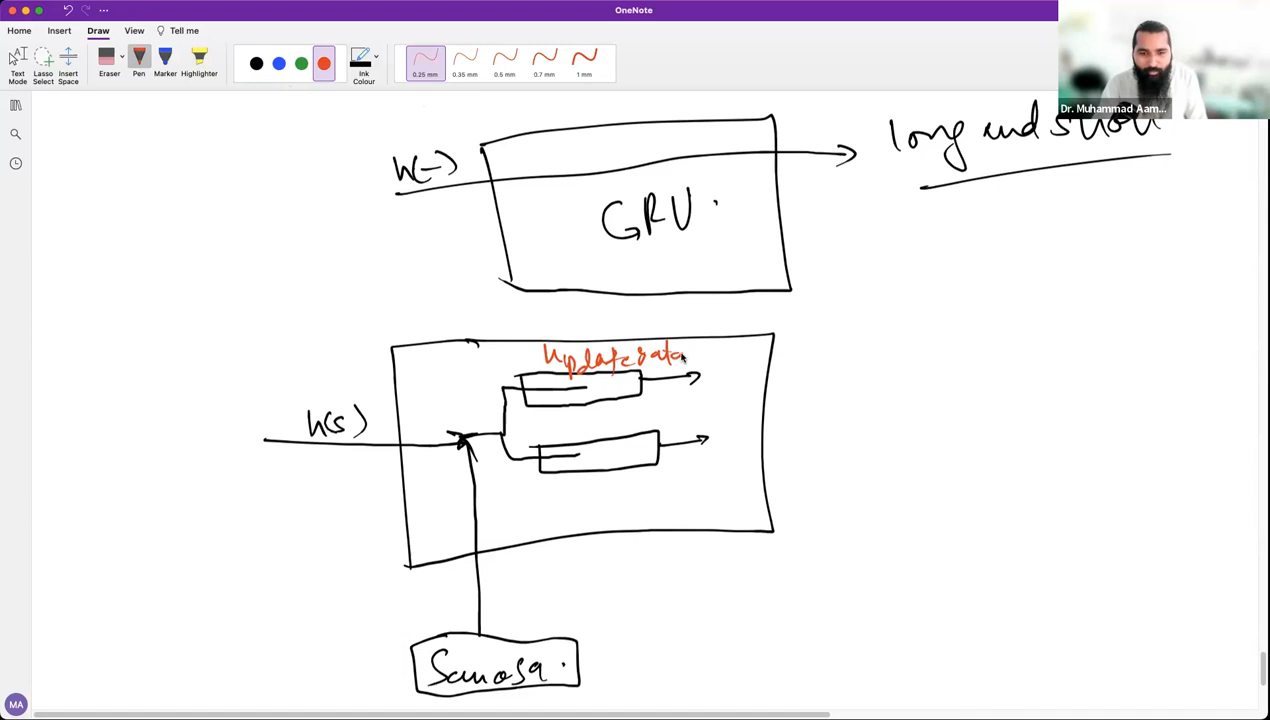 OneNote
Home Insert Draw View Tell me
Text Mode Lasso Select Insert Space Eraser Pen Marker Highlighter Ink Colour 0.25 mm 0.35 mm 0.5 mm 0.7 mm 1 mm
Dr. Muhammad Aam...
long and short
h(-)
GRU
Update
h(s)
Samosa
MA